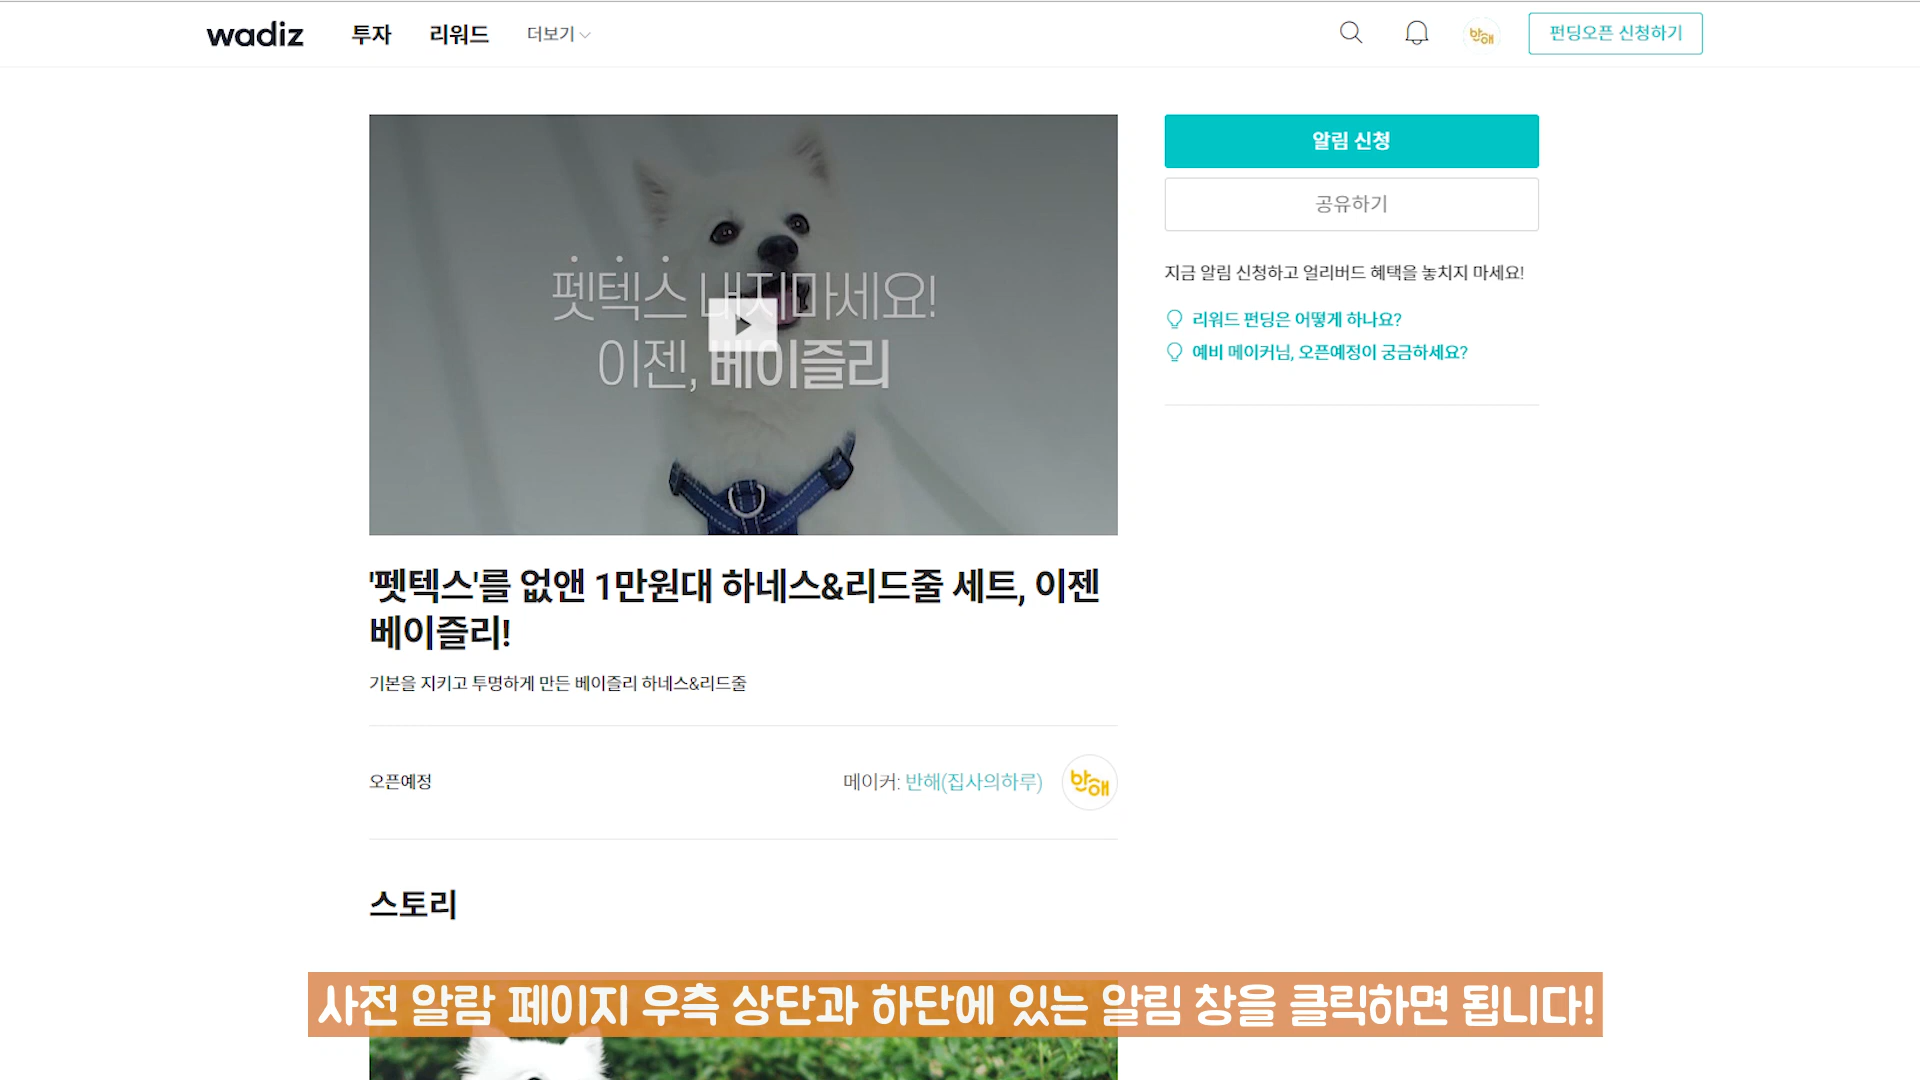 wadiz 투자 리워드 더보기 반해 펀딩오픈 신청하기
펫텍스 내지마세요!
이젠, 베이즐리
알림 신청
공유하기
지금 알림 신청하고 얼리버드 혜택을 놓치지 마세요!
리워드 펀딩은 어떻게 하나요?
예비 메이커님, 오픈예정이 궁금하세요?
'펫텍스'를 없앤 1만원대 하네스&리드줄 세트, 이젠
베이즐리!
기본을 지키고 투명하게 만든 베이즐리 하네스&리드줄
오픈예정 메이커: 반해(집사의하루) 반해
스토리
사전 알람 페이지 우측 상단과 하단에 있는 알림 창을 클릭하면 됩니다!